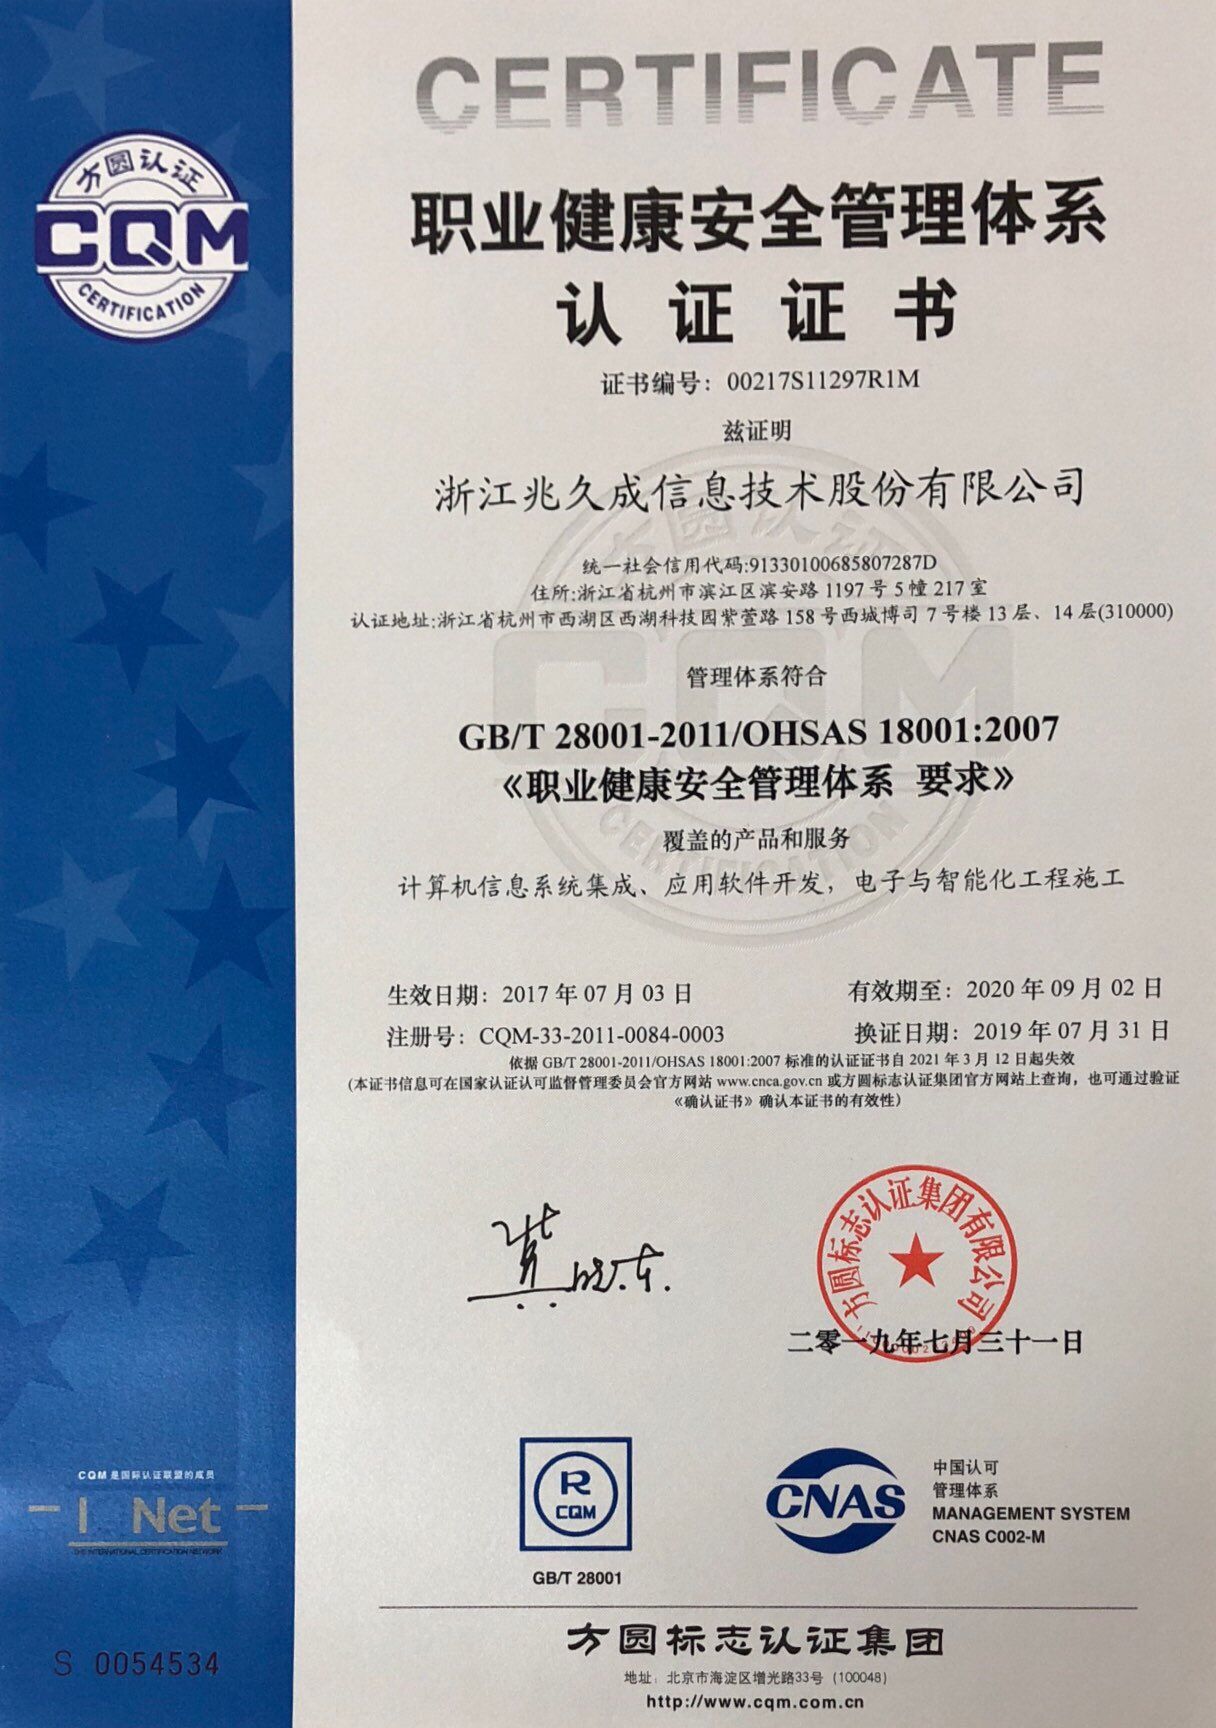 CERTIFICATE
方圆认证
CQM
CERTIFICATION
职业健康安全管理体系
认证证书
证书编号：00217S11297R1M
兹证明
浙江兆久成信息技术股份有限公司
统一社会信用代码:91330100685807287D
住所:浙江省杭州市滨江区滨安路1197号5幢217室
认证地址:浙江省杭州市西湖区西湖科技园紫萱路158号西城博司7号楼13层、14层(310000)
管理体系符合
GB/T 28001-2011/OHSAS 18001:2007
《职业健康安全管理体系 要求》
覆盖的产品和服务
计算机信息系统集成、应用软件开发，电子与智能化工程施工
生效日期：2017年07月03日
有效期至：2020年09月02日
注册号：CQM-33-2011-0084-0003
换证日期：2019年07月31日
依据 GB/T 28001-2011/OHSAS 18001:2007 标准的认证证书自 2021 年 3 月 12 日起失效
(本证书信息可在国家认证认可监督管理委员会官方网站 www.cnca.gov.cn 或方圆标志认证集团官方网站上查询，也可通过验证
《确认证书》确认本证书的有效性)
方圆标志认证集团有限公司
二零一九年七月三十一日
CQM 是国际认证联盟的成员
I Net
THE INTERNATIONAL CERTIFICATION NETWORK
R
CQM
GB/T 28001
CNAS
中国认可
管理体系
MANAGEMENT SYSTEM
CNAS C002-M
方圆标志认证集团
地址：北京市海淀区增光路33号 (100048)
http://www.cqm.com.cn
S 0054534